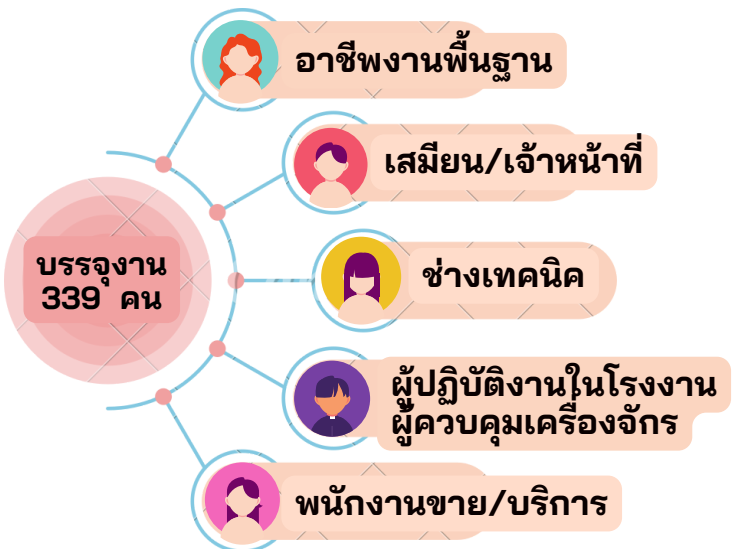 อาชีพงานพื้นฐาน
เสมียน/เจ้าหน้าที่
บรรจุงาน
339 คน
ช่างเทคนิค
ผู้ปฏิบัติงานในโรงงาน
ผู้ควบคุมเครื่องจักร
พนักงานขาย/บริการ